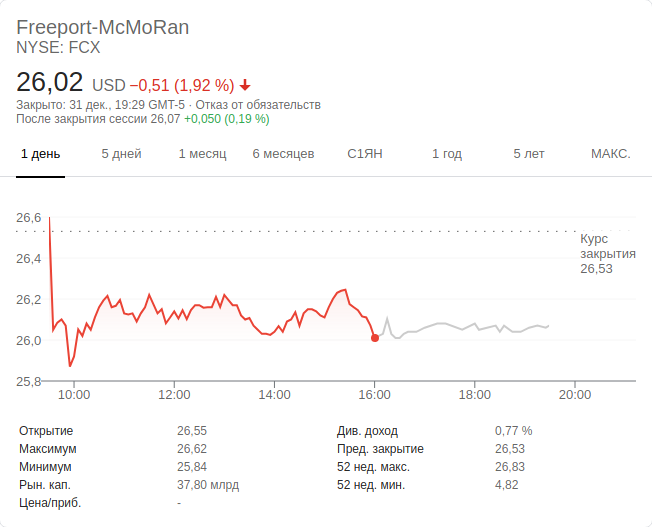 Freeport-McMoRan
NYSE: FCX
26,02 USD −0,51 (1,92 %)
Закрыто: 31 дек., 19:29 GMT-5 · Отказ от обязательств
После закрытия сессии 26,07 +0,050 (0,19 %)
1 день 5 дней 1 месяц 6 месяцев С1ЯН 1 год 5 лет МАКС.
26,6
Курс
закрытия
26,53
26,4
26,2
26,0
25,8
10:00 12:00 14:00 16:00 18:00 20:00
Открытие 26,55 Див. доход 0,77 %
Максимум 26,62 Пред. закрытие 26,53
Минимум 25,84 52 нед. макс. 26,83
Рын. кап. 37,80 млрд 52 нед. мин. 4,82
Цена/приб. -